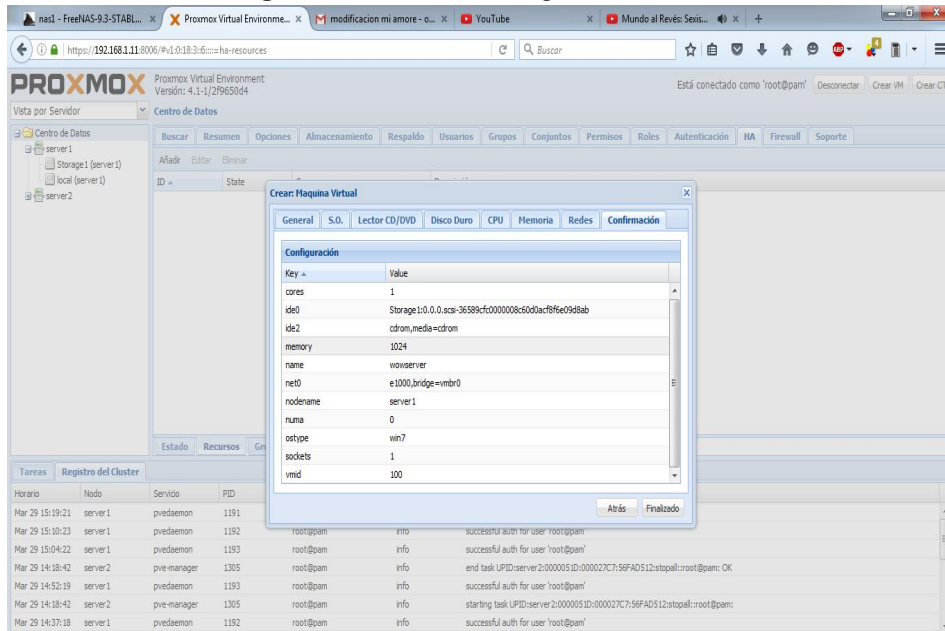 nas1 - FreeNAS-9.3-STABL... Proxmox Virtual Environme... modificacion mi amore - o... YouTube Mundo al Revés: Sexis...
https://192.168.1.11:8006/#v1:0:18:3:6:::::=ha-resources Buscar
PROXMOX Proxmox Virtual Environment
Versión: 4.1-1/2f9650d4
Está conectado como 'root@pam' Desconectar Crear VM Crear CT
Vista por Servidor Centro de Datos
Centro de Datos
server1
Storage1 (server1)
local (server1)
server2
Buscar Resumen Opciones Almacenamiento Respaldo Usuarios Grupos Conjuntos Permisos Roles Autenticación HA Firewall Soporte
Añadir Editar Eliminar
ID State
Crear: Maquina Virtual
General S.O. Lector CD/DVD Disco Duro CPU Memoria Redes Confirmación
Configuración
Key Value
cores 1
ide0 Storage1:0.0.0.scsi-36589cfc0000008c60d0acf8f6e09d8ab
ide2 cdrom,media=cdrom
memory 1024
name wowserver
net0 e1000,bridge=vmbr0
nodename server1
numa 0
ostype win7
sockets 1
vmid 100
Atrás Finalizado
Estado Recursos
Tareas Registro del Cluster
Horario Nodo Servicio PID
Mar 29 15:19:21 server1 pvedaemon 1191
Mar 29 15:10:23 server1 pvedaemon 1192 root@pam info successful auth for user 'root@pam'
Mar 29 15:04:22 server1 pvedaemon 1193 root@pam info successful auth for user 'root@pam'
Mar 29 14:18:42 server2 pve-manager 1305 root@pam info end task UPID:server2:0000051D:000027C7:56FAD512:stopall::root@pam: OK
Mar 29 14:52:19 server1 pvedaemon 1193 root@pam info successful auth for user 'root@pam'
Mar 29 14:18:42 server2 pve-manager 1305 root@pam info starting task UPID:server2:0000051D:000027C7:56FAD512:stopall::root@pam:
Mar 29 14:37:18 server1 pvedaemon 1192 root@pam info successful auth for user 'root@pam'